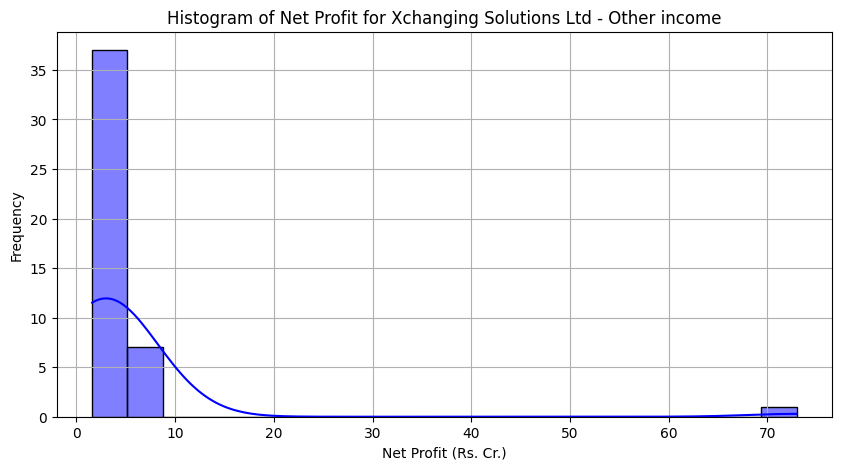 Histogram of Net Profit for Xchanging Solutions Ltd - Other income
35
30
25
20
15
10
5
0
Frequency
0 10 20 30 40 50 60 70
Net Profit (Rs. Cr.)